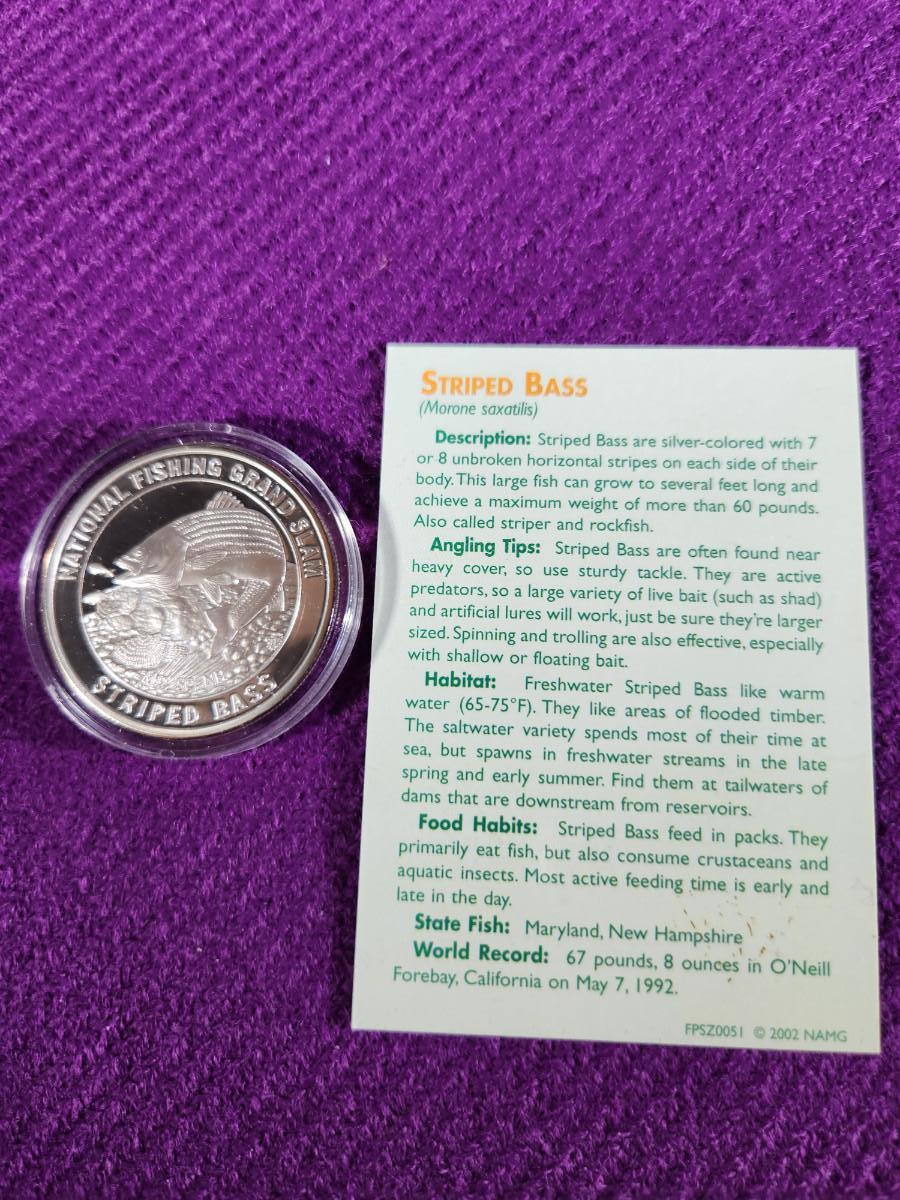 NATIONAL FISHING GRAND SLAM
STRIPED BASS
STRIPED BASS
(Morone saxatilis)
Description: Striped Bass are silver-colored with 7
or 8 unbroken horizontal stripes on each side of their
body. This large fish can grow to several feet long and
achieve a maximum weight of more than 60 pounds.
Also called striper and rockfish.
Angling Tips: Striped Bass are often found near
heavy cover, so use sturdy tackle. They are active
predators, so a large variety of live bait (such as shad)
and artificial lures will work, just be sure they're larger
sized. Spinning and trolling are also effective, especially
with shallow or floating bait.
Habitat: Freshwater Striped Bass like warm
water (65-75°F). They like areas of flooded timber.
The saltwater variety spends most of their time at
sea, but spawns in freshwater streams in the late
spring and early summer. Find them at tailwaters of
dams that are downstream from reservoirs.
Food Habits: Striped Bass feed in packs. They
primarily eat fish, but also consume crustaceans and
aquatic insects. Most active feeding time is early and
late in the day.
State Fish: Maryland, New Hampshire
World Record: 67 pounds, 8 ounces in O'Neill
Forebay, California on May 7, 1992.
FPSZ0051 © 2002 NAMG